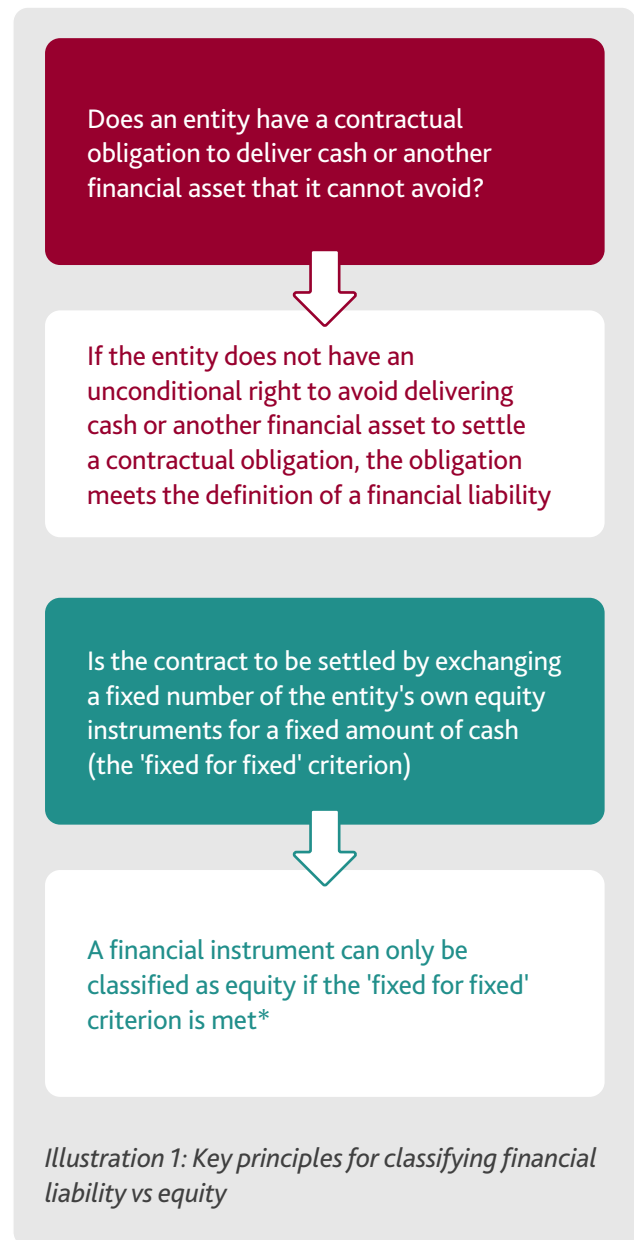 Does an entity have a contractual
obligation to deliver cash or another
financial asset that it cannot avoid?
If the entity does not have an
unconditional right to avoid delivering
cash or another financial asset to settle
a contractual obligation, the obligation
meets the definition of a financial liability
Is the contract to be settled by exchanging
a fixed number of the entity's own equity
instruments for a fixed amount of cash
(the 'fixed for fixed' criterion)
A financial instrument can only be
classified as equity if the 'fixed for fixed'
criterion is met*
Illustration 1: Key principles for classifying financial
liability vs equity